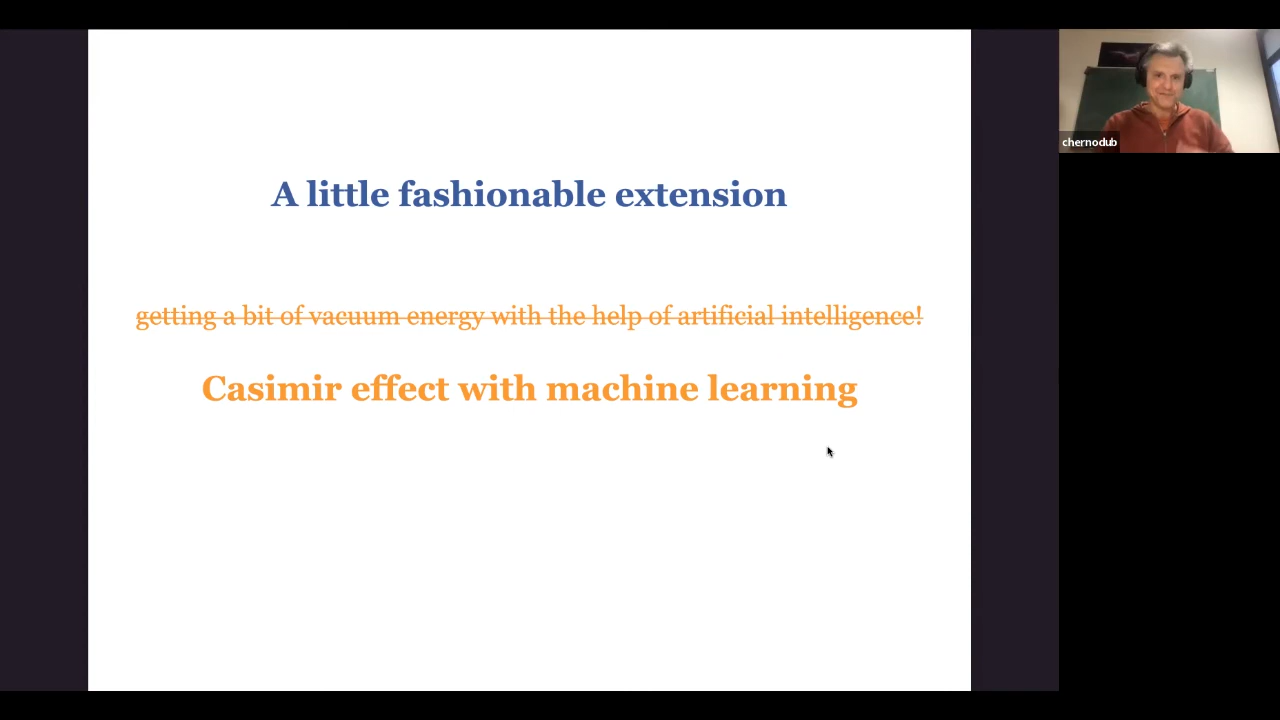 A little fashionable extension
getting a bit of vacuum energy with the help of artificial intelligence!
Casimir effect with machine learning
chernodub